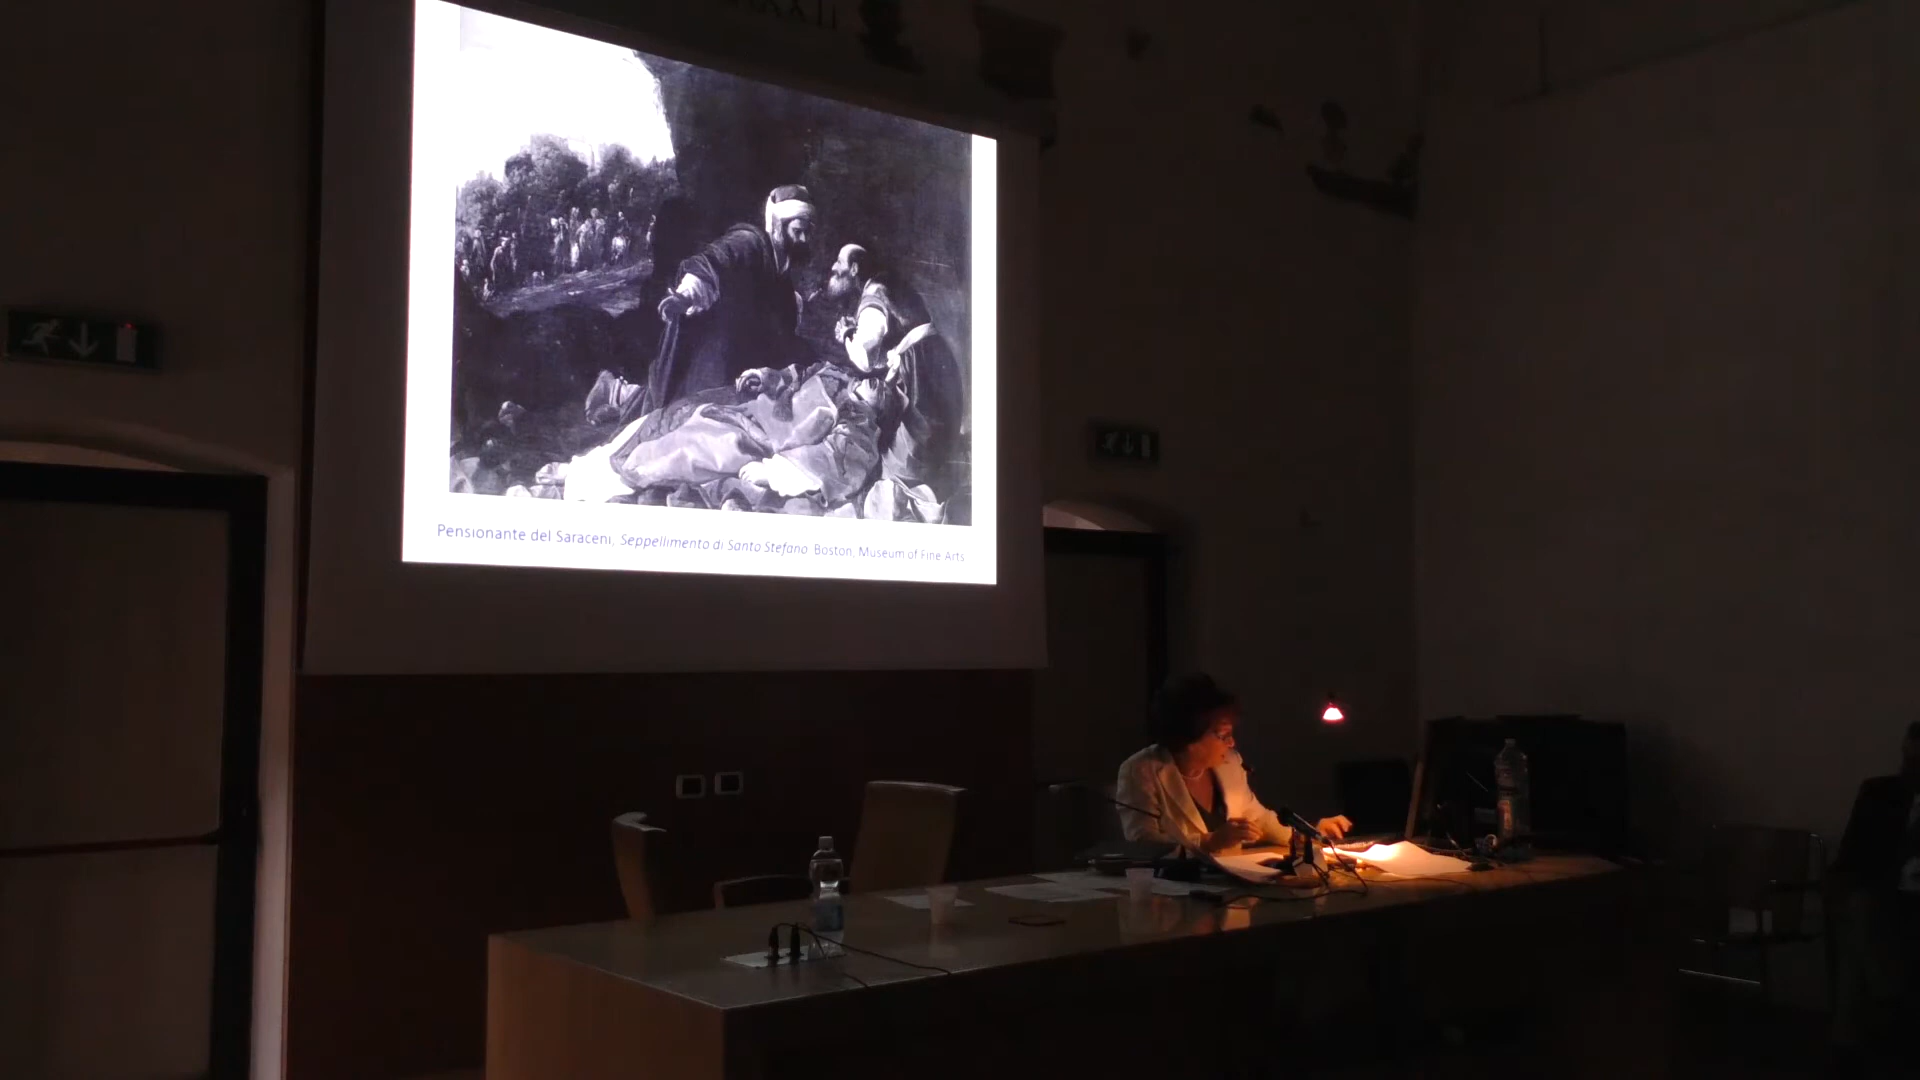 Pensionante del Saraceni, Seppellimento di Santo Stefano. Boston, Museum of Fine Arts